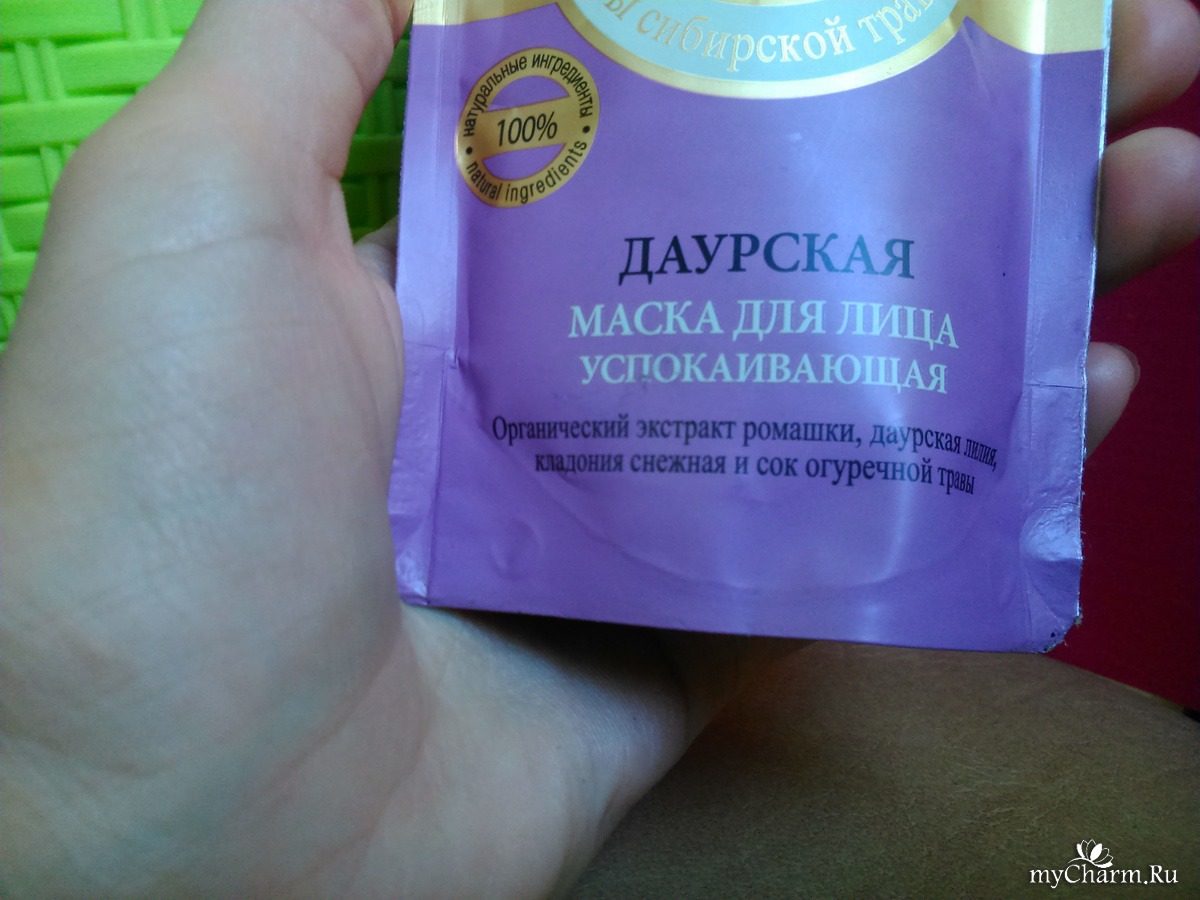 сибирской
натуральные ингредиенты
100%
natural ingredients
ДАУРСКАЯ
МАСКА ДЛЯ ЛИЦА
УСПОКАИВАЮЩАЯ
Органический экстракт ромашки, даурская лилия,
кладония снежная и сок огуречной травы
myCharm.Ru